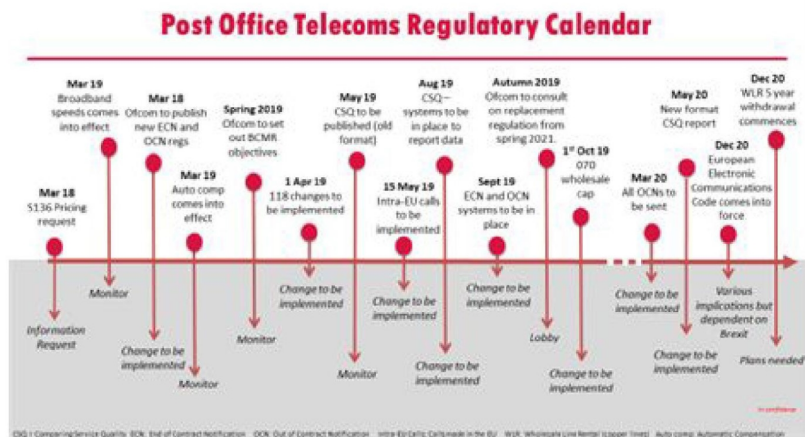 Post Office Telecoms Regulatory Calendar
Mar 18
S136 Pricing
request
Mar 19
Broadband
speeds comes
into effect
Mar 18
Ofcom to publish
new ECN and
OCN regs
Mar 19
Auto comp
comes into
effect
Spring 2019
Ofcom to set
out BCMR
objectives
1 Apr 19
118 changes to
be implemented
May 19
CSQ to be
published (old
format)
15 May 19
Intra-EU calls
to be
implemented
Aug 19
CSQ –
systems to be
in place to
report data
Sept 19
ECN and OCN
systems to be in
place
Autumn 2019
Ofcom to consult
on replacement
regulation from
spring 2021.
1st Oct 19
070
wholesale
cap
Mar 20
All OCNs to
be sent
May 20
New format
CSQ report
Dec 20
European
Electronic
Communications
Code comes into
force
Dec 20
WLR 5 year
withdrawal
commences
Information
Request
Monitor
Change to be
implemented
Monitor
Monitor
Change to be
implemented
Monitor
Change to be
implemented
Change to be
implemented
Change to be
implemented
Lobby
Change to be
implemented
Change to be
implemented
Change to be
implemented
Various
implications but
dependent on
Brexit
Plans needed
In confidence
CSQ: Comparing Service Quality ECN: End of Contract Notification OCN: Out of Contract Notification Intra-EU Calls: Calls made in the EU WLR: Wholesale Line Rental (copper lines) Auto comp: Automatic Compensation